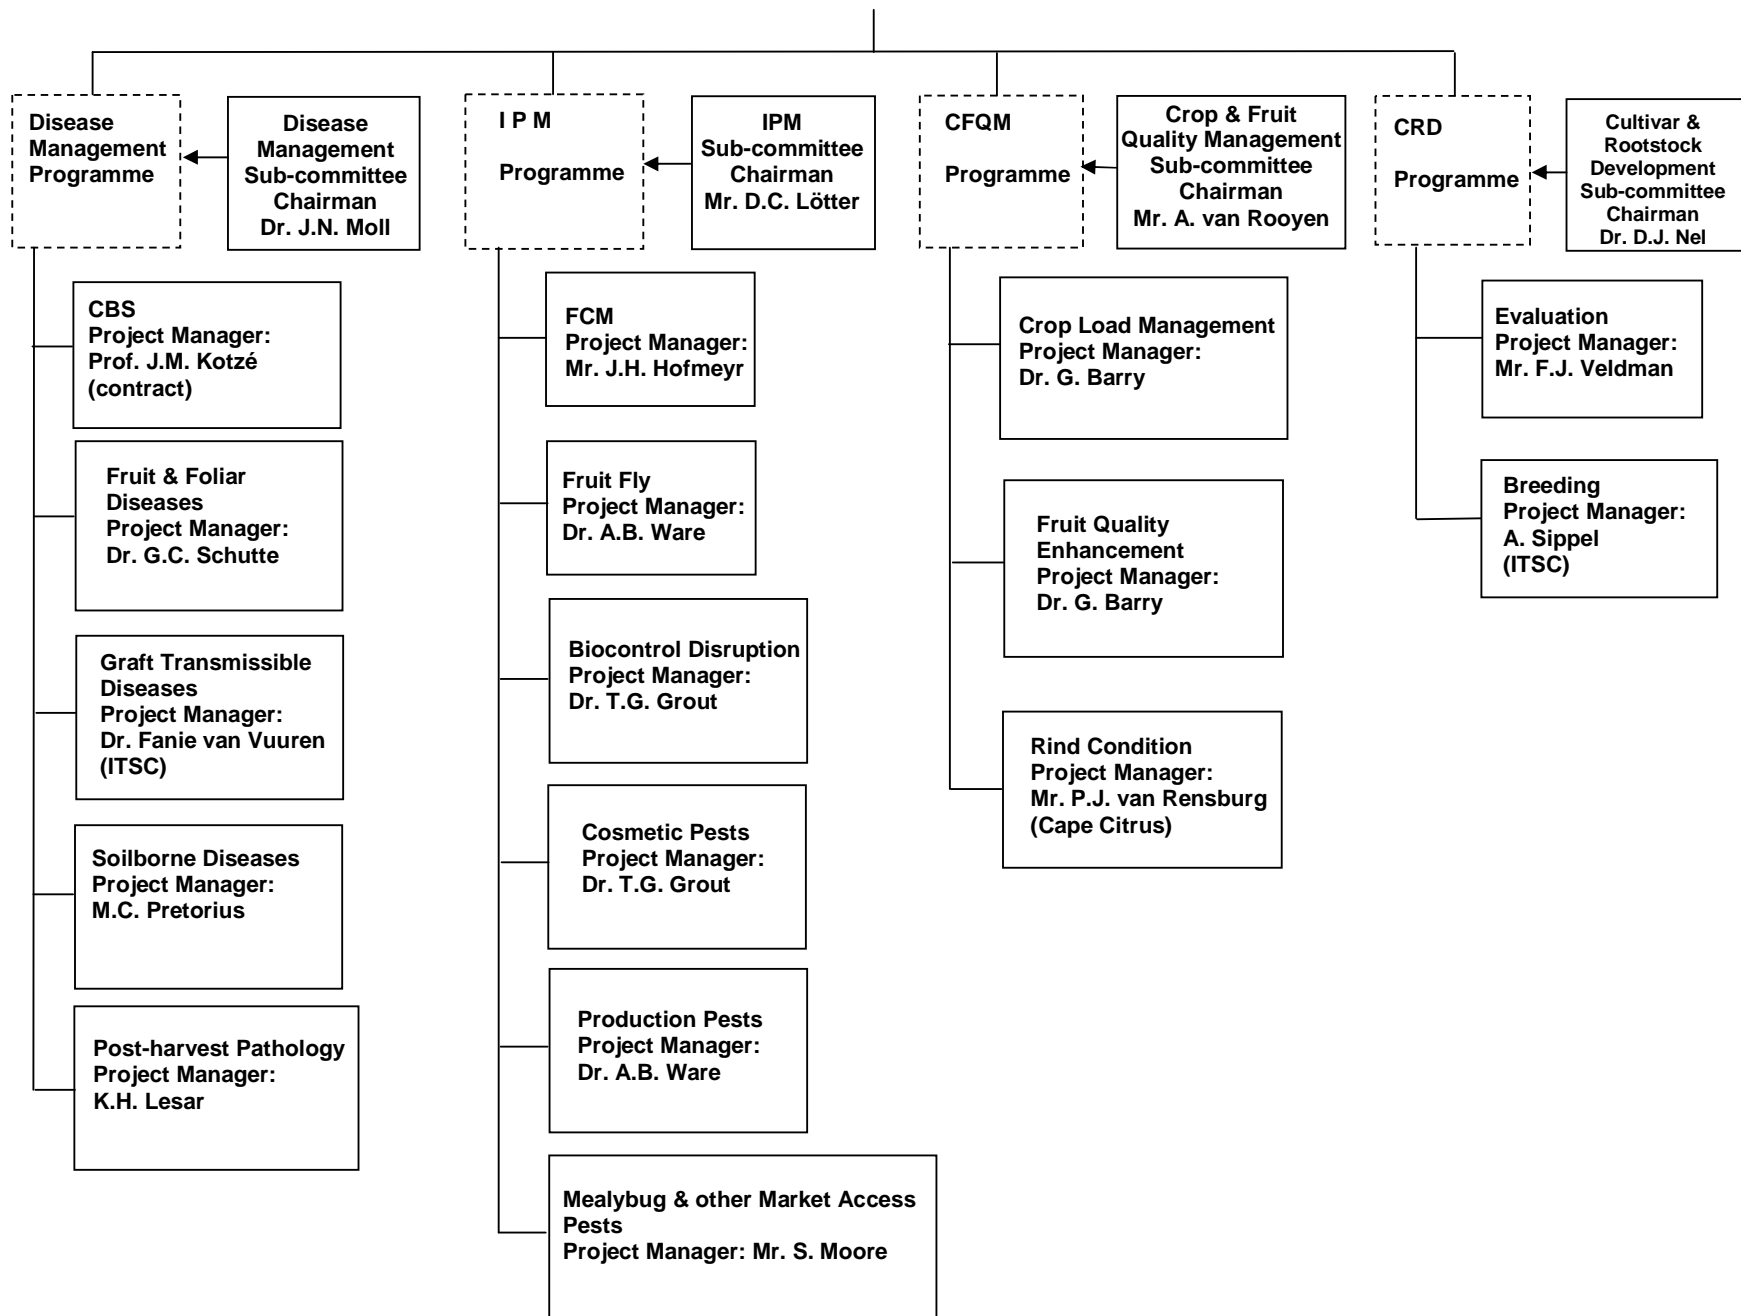 Disease
Management
Programme
Disease
Management
Sub-committee
Chairman
Dr. J.N. Moll
CBS
Project Manager:
Prof. J.M. Kotzé
(contract)
Fruit & Foliar
Diseases
Project Manager:
Dr. G.C. Schutte
Graft Transmissible
Diseases
Project Manager:
Dr. Fanie van Vuuren
(ITSC)
Soilborne Diseases
Project Manager:
M.C. Pretorius
Post-harvest Pathology
Project Manager:
K.H. Lesar
I P M
Programme
IPM
Sub-committee
Chairman
Mr. D.C. Lötter
FCM
Project Manager:
Mr. J.H. Hofmeyr
Fruit Fly
Project Manager:
Dr. A.B. Ware
Biocontrol Disruption
Project Manager:
Dr. T.G. Grout
Cosmetic Pests
Project Manager:
Dr. T.G. Grout
Production Pests
Project Manager:
Dr. A.B. Ware
Mealybug & other Market Access
Pests
Project Manager: Mr. S. Moore
CFQM
Programme
Crop & Fruit
Quality Management
Sub-committee
Chairman
Mr. A. van Rooyen
Crop Load Management
Project Manager:
Dr. G. Barry
Fruit Quality
Enhancement
Project Manager:
Dr. G. Barry
Rind Condition
Project Manager:
Mr. P.J. van Rensburg
(Cape Citrus)
CRD
Programme
Cultivar &
Rootstock
Development
Sub-committee
Chairman
Dr. D.J. Nel
Evaluation
Project Manager:
Mr. F.J. Veldman
Breeding
Project Manager:
A. Sippel
(ITSC)